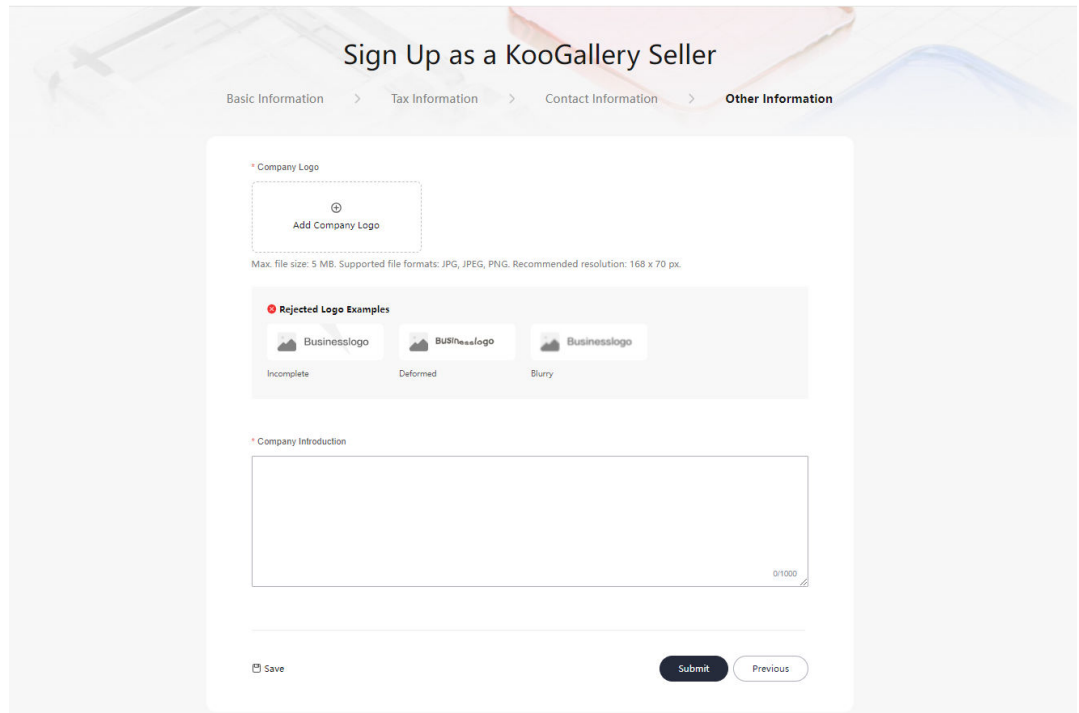 Sign Up as a KooGallery Seller
Basic Information > Tax Information > Contact Information > Other Information
* Company Logo
Add Company Logo
Max. file size: 5 MB. Supported file formats: JPG, JPEG, PNG. Recommended resolution: 168 x 70 px.
Rejected Logo Examples
Businesslogo Businesslogo Businesslogo
Incomplete Deformed Blurry
* Company Introduction
0/1000
Save Submit Previous